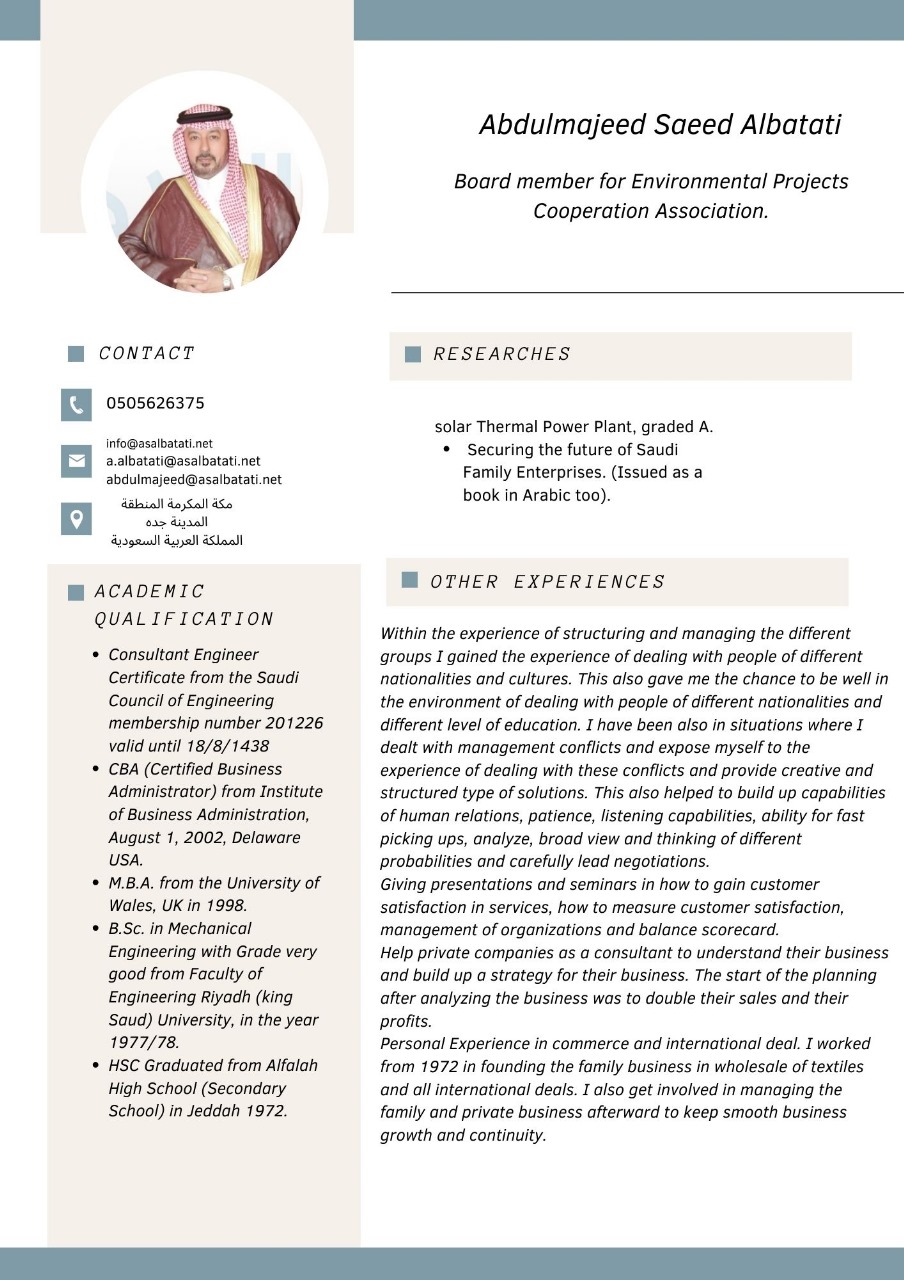 Abdulmajeed Saeed Albatati
Board member for Environmental Projects
Cooperation Association.
CONTACT
0505626375
info@asalbatati.net
a.albatati@asalbatati.net
abdulmajeed@asalbatati.net
مكة المكرمة المنطقة
المدينة جده
المملكة العربية السعودية
ACADEMIC
QUALIFICATION
• Consultant Engineer
Certificate from the Saudi
Council of Engineering
membership number 201226
valid until 18/8/1438
• CBA (Certified Business
Administrator) from Institute
of Business Administration,
August 1, 2002, Delaware
USA.
• M.B.A. from the University of
Wales, UK in 1998.
• B.Sc. in Mechanical
Engineering with Grade very
good from Faculty of
Engineering Riyadh (king
Saud) University, in the year
1977/78.
• HSC Graduated from Alfalah
High School (Secondary
School) in Jeddah 1972.
RESEARCHES
solar Thermal Power Plant, graded A.
• Securing the future of Saudi
Family Enterprises. (Issued as a
book in Arabic too).
OTHER EXPERIENCES
Within the experience of structuring and managing the different
groups I gained the experience of dealing with people of different
nationalities and cultures. This also gave me the chance to be well in
the environment of dealing with people of different nationalities and
different level of education. I have been also in situations where I
dealt with management conflicts and expose myself to the
experience of dealing with these conflicts and provide creative and
structured type of solutions. This also helped to build up capabilities
of human relations, patience, listening capabilities, ability for fast
picking ups, analyze, broad view and thinking of different
probabilities and carefully lead negotiations.
Giving presentations and seminars in how to gain customer
satisfaction in services, how to measure customer satisfaction,
management of organizations and balance scorecard.
Help private companies as a consultant to understand their business
and build up a strategy for their business. The start of the planning
after analyzing the business was to double their sales and their
profits.
Personal Experience in commerce and international deal. I worked
from 1972 in founding the family business in wholesale of textiles
and all international deals. I also get involved in managing the
family and private business afterward to keep smooth business
growth and continuity.